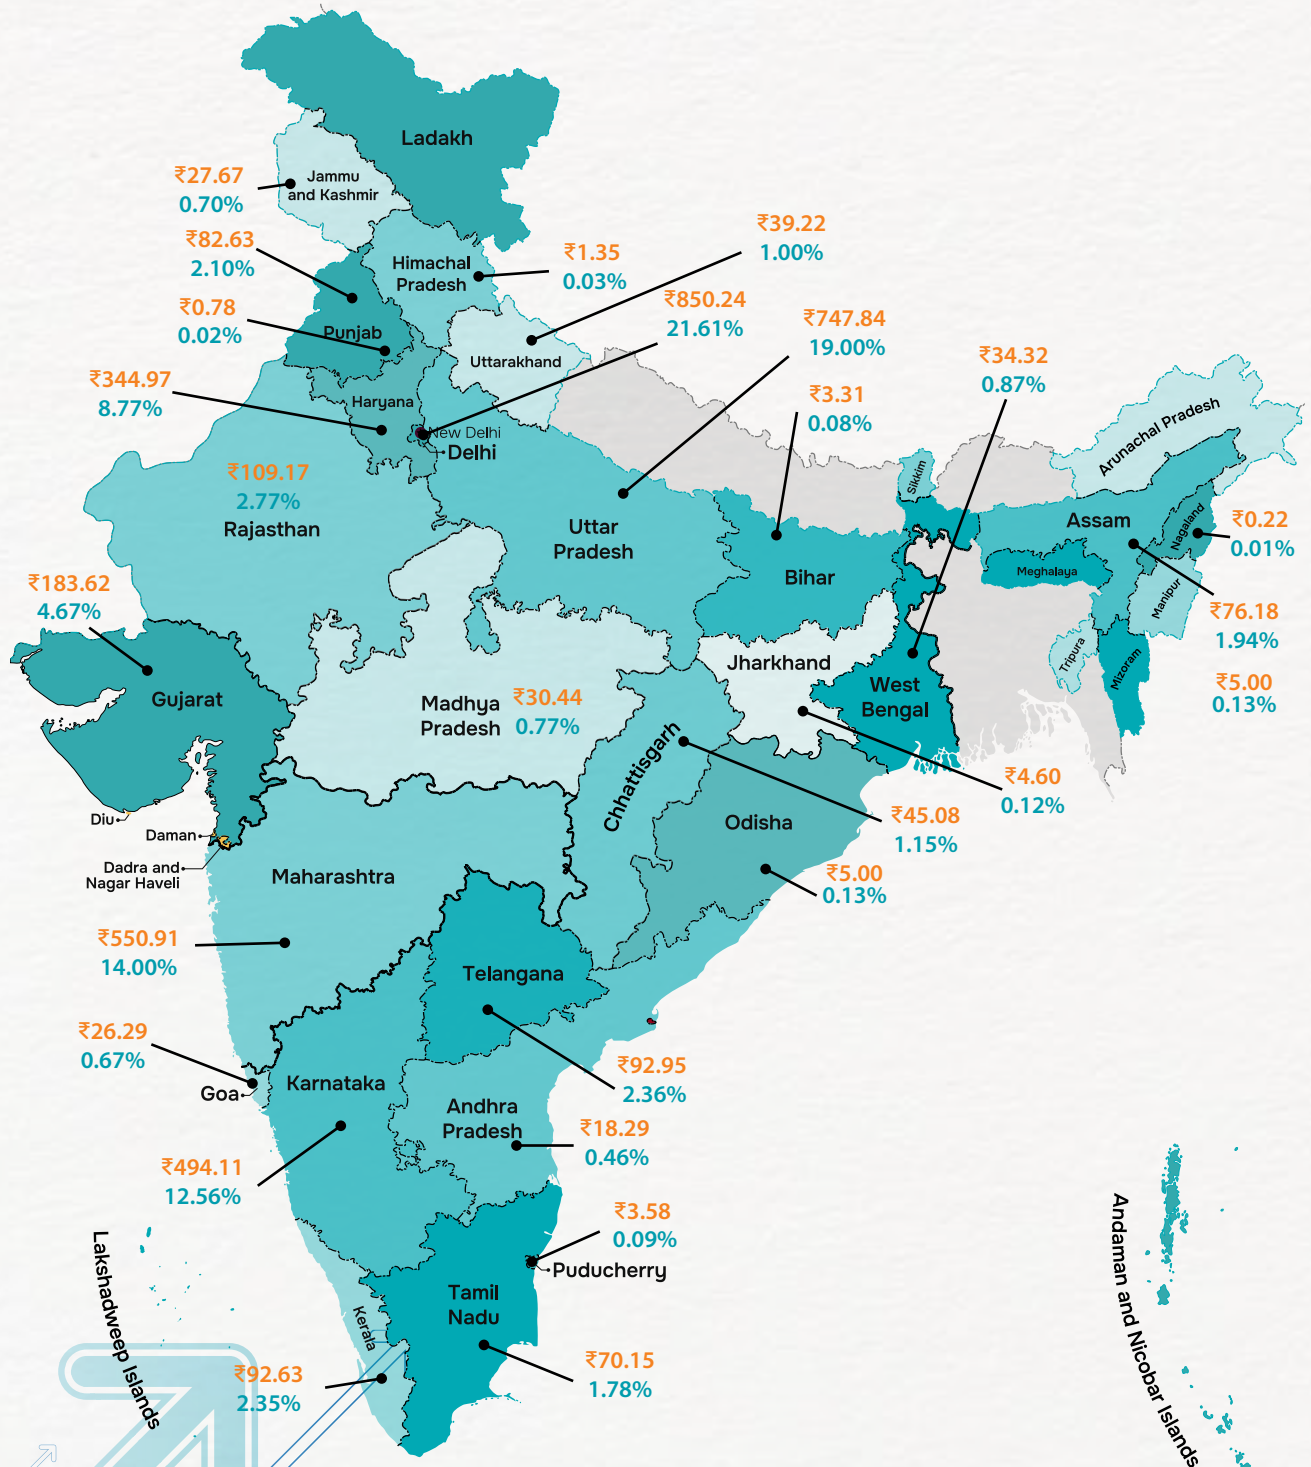 Ladakh
Jammu
and Kashmir
₹27.67
0.70%
₹82.63
2.10%
Himachal
Pradesh
₹1.35
0.03%
₹39.22
1.00%
₹0.78
0.02%
Punjab
₹850.24
21.61%
₹747.84
19.00%
Uttarakhand
₹34.32
0.87%
₹344.97
8.77%
Haryana
₹3.31
0.08%
New Delhi
Delhi
Arunachal Pradesh
₹109.17
2.77%
Rajasthan
Uttar
Pradesh
Sikkim
Assam
Nagaland
₹0.22
0.01%
Bihar
Meghalaya
Manipur
₹183.62
4.67%
₹76.18
1.94%
Gujarat
Jharkhand
Tripura
Mizoram
₹5.00
0.13%
Madhya
Pradesh
₹30.44
0.77%
West
Bengal
Chhattisgarh
₹4.60
0.12%
Diu
Daman
Dadra and
Nagar Haveli
Odisha
₹45.08
1.15%
Maharashtra
₹5.00
0.13%
₹550.91
14.00%
Telangana
₹26.29
0.67%
Goa
Karnataka
₹92.95
2.36%
Andhra
Pradesh
₹18.29
0.46%
₹494.11
12.56%
₹3.58
0.09%
Puducherry
Lakshadweep Islands
Andaman and Nicobar Islands
Tamil
Nadu
Kerala
₹92.63
2.35%
₹70.15
1.78%